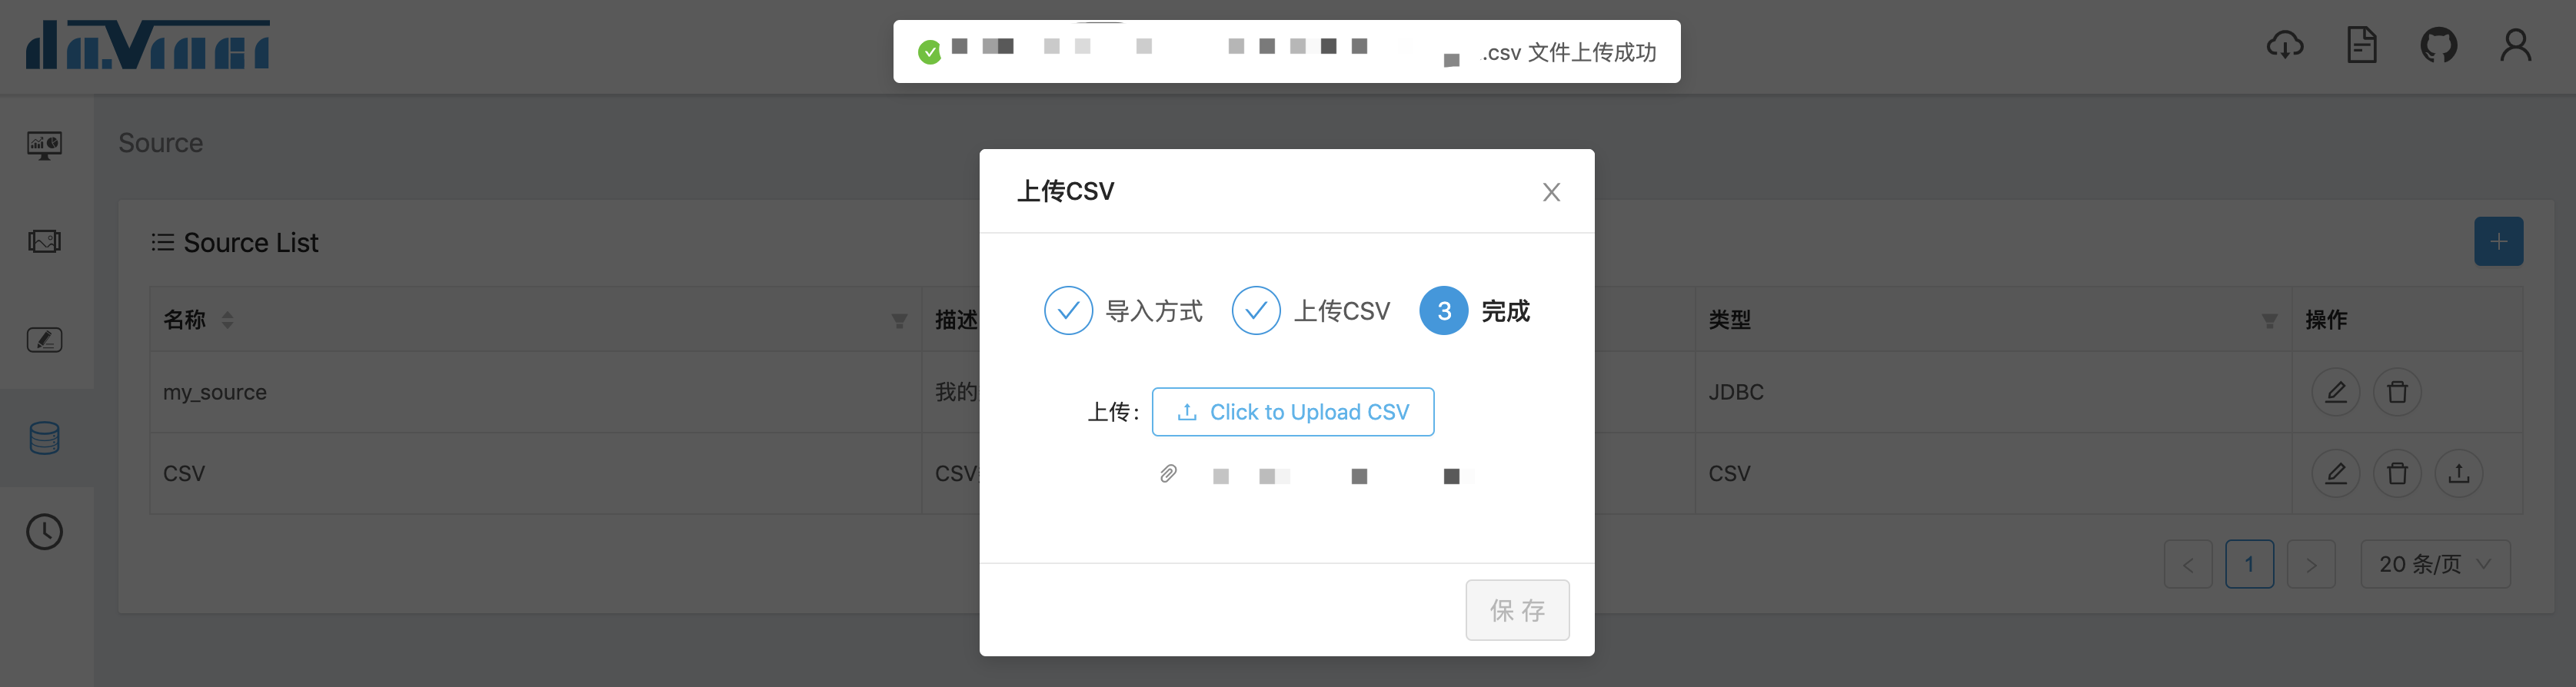 daVinci
.csv 文件上传成功
Source
Source List
上传CSV
导入方式 上传CSV 3 完成
名称 描述 类型 操作
my_source 我的 JDBC
CSV CSV CSV
上传: Click to Upload CSV
1 20 条/页
保 存